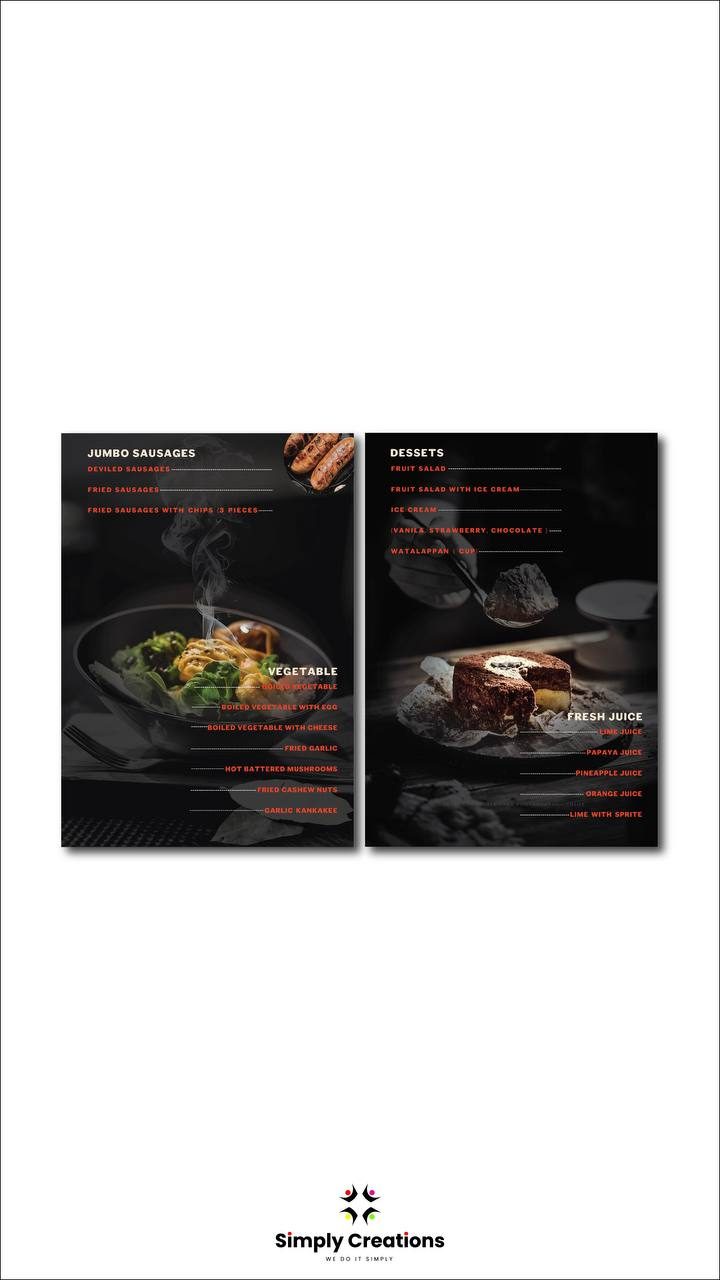 JUMBO SAUSAGES
DEVILED SAUSAGES
FRIED SAUSAGES
FRIED SAUSAGES WITH CHIPS (3 PIECES
VEGETABLE
BOILED VEGETABLE
BOILED VEGETABLE WITH EGG
BOILED VEGETABLE WITH CHEESE
FRIED GARLIC
HOT BATTERED MUSHROOMS
FRIED CASHEW NUTS
GARLIC KANKAKEE
DESSETS
FRUIT SALAD
FRUIT SALAD WITH ICE CREAM
ICE CREAM
(VANILA, STRAWBERRY, CHOCOLATE )
WATALAPPAN ( CUP)
FRESH JUICE
LIME JUICE
PAPAYA JUICE
PINEAPPLE JUICE
ORANGE JUICE
LIME WITH SPRITE
Simply Creations
WE DO IT SIMPLY